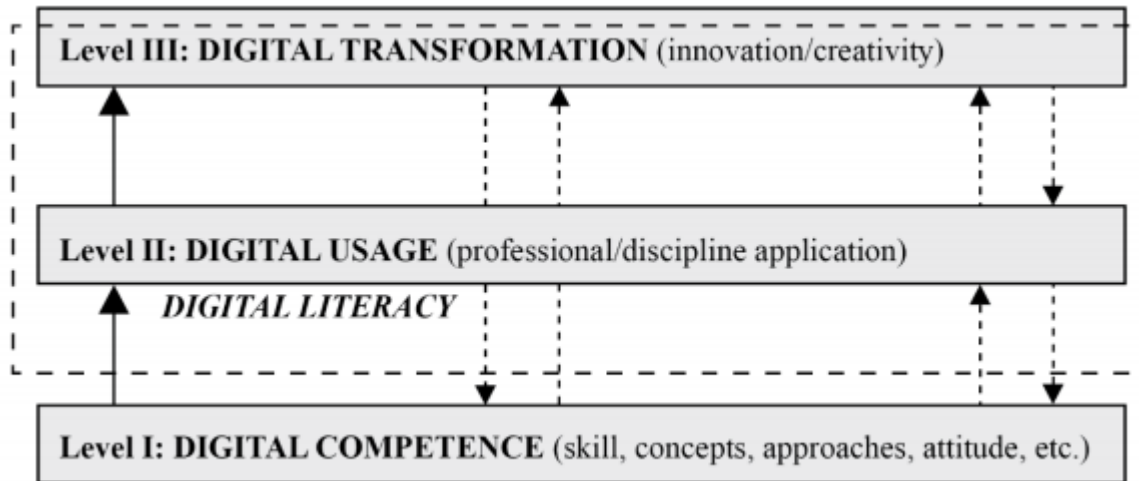 Level III: DIGITAL TRANSFORMATION (innovation/creativity)
Level II: DIGITAL USAGE (professional/discipline application)
DIGITAL LITERACY
Level I: DIGITAL COMPETENCE (skill, concepts, approaches, attitude, etc.)